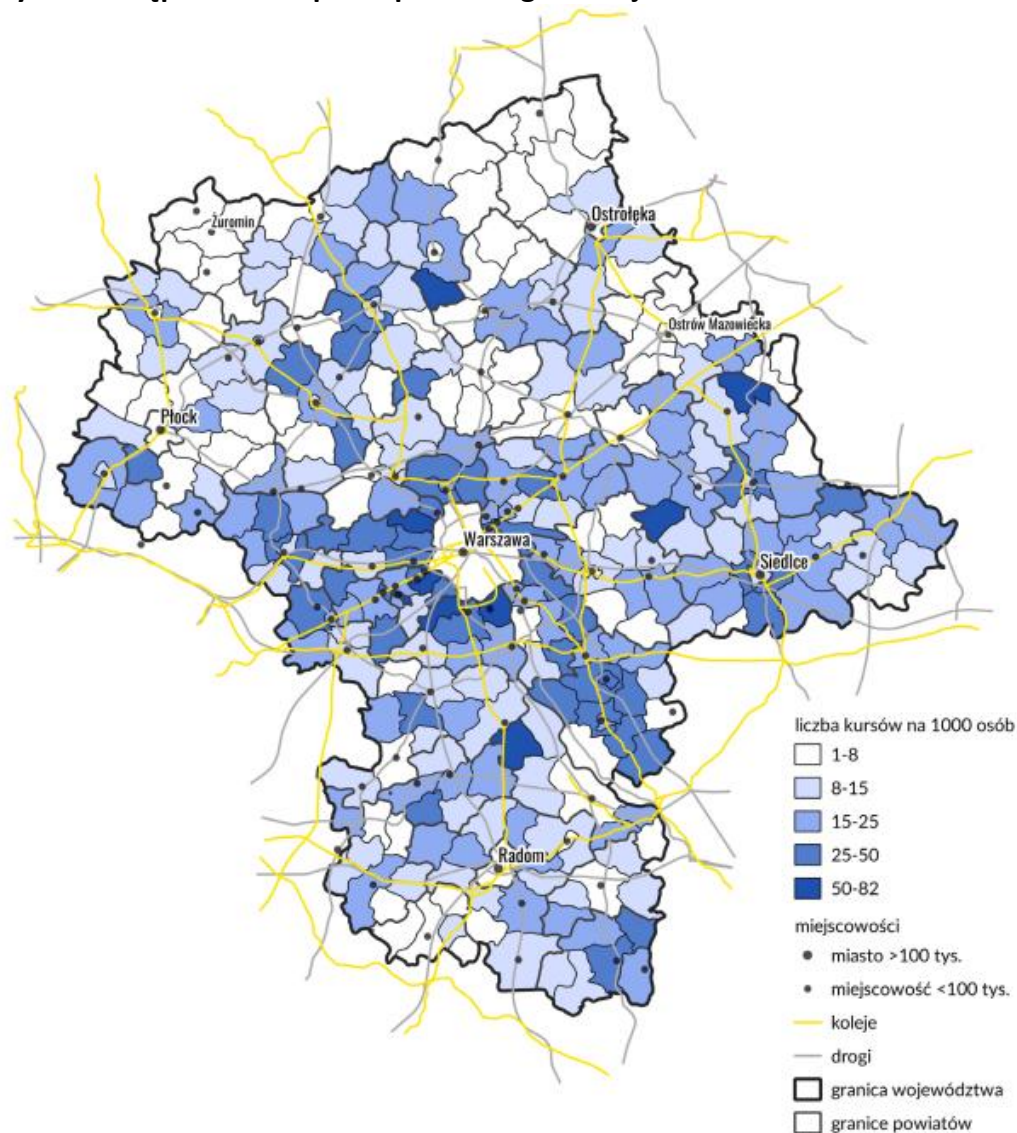 Żuromin
Ostrołęka
Ostrów Mazowiecka
Płock
Warszawa
Siedlce
Radom
liczba kursów na 1000 osób
1-8
8-15
15-25
25-50
50-82
miejscowości
miasto >100 tys.
miejscowość <100 tys.
koleje
drogi
granica województwa
granice powiatów